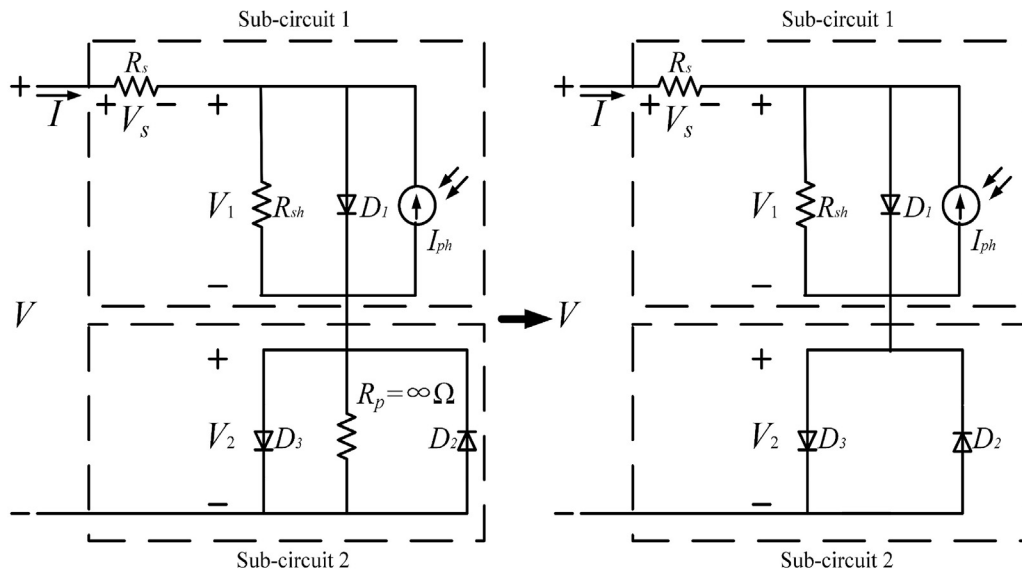 Sub-circuit 1
Sub-circuit 1
+ Rs
I + Vs − +
V1 Rsh D1 Iph
−
V
+
Rp=∞Ω
V2 D3 D2
− −
Sub-circuit 2
+ Rs
I + Vs − +
V1 Rsh D1 Iph
−
V
+
V2 D3 D2
− −
Sub-circuit 2